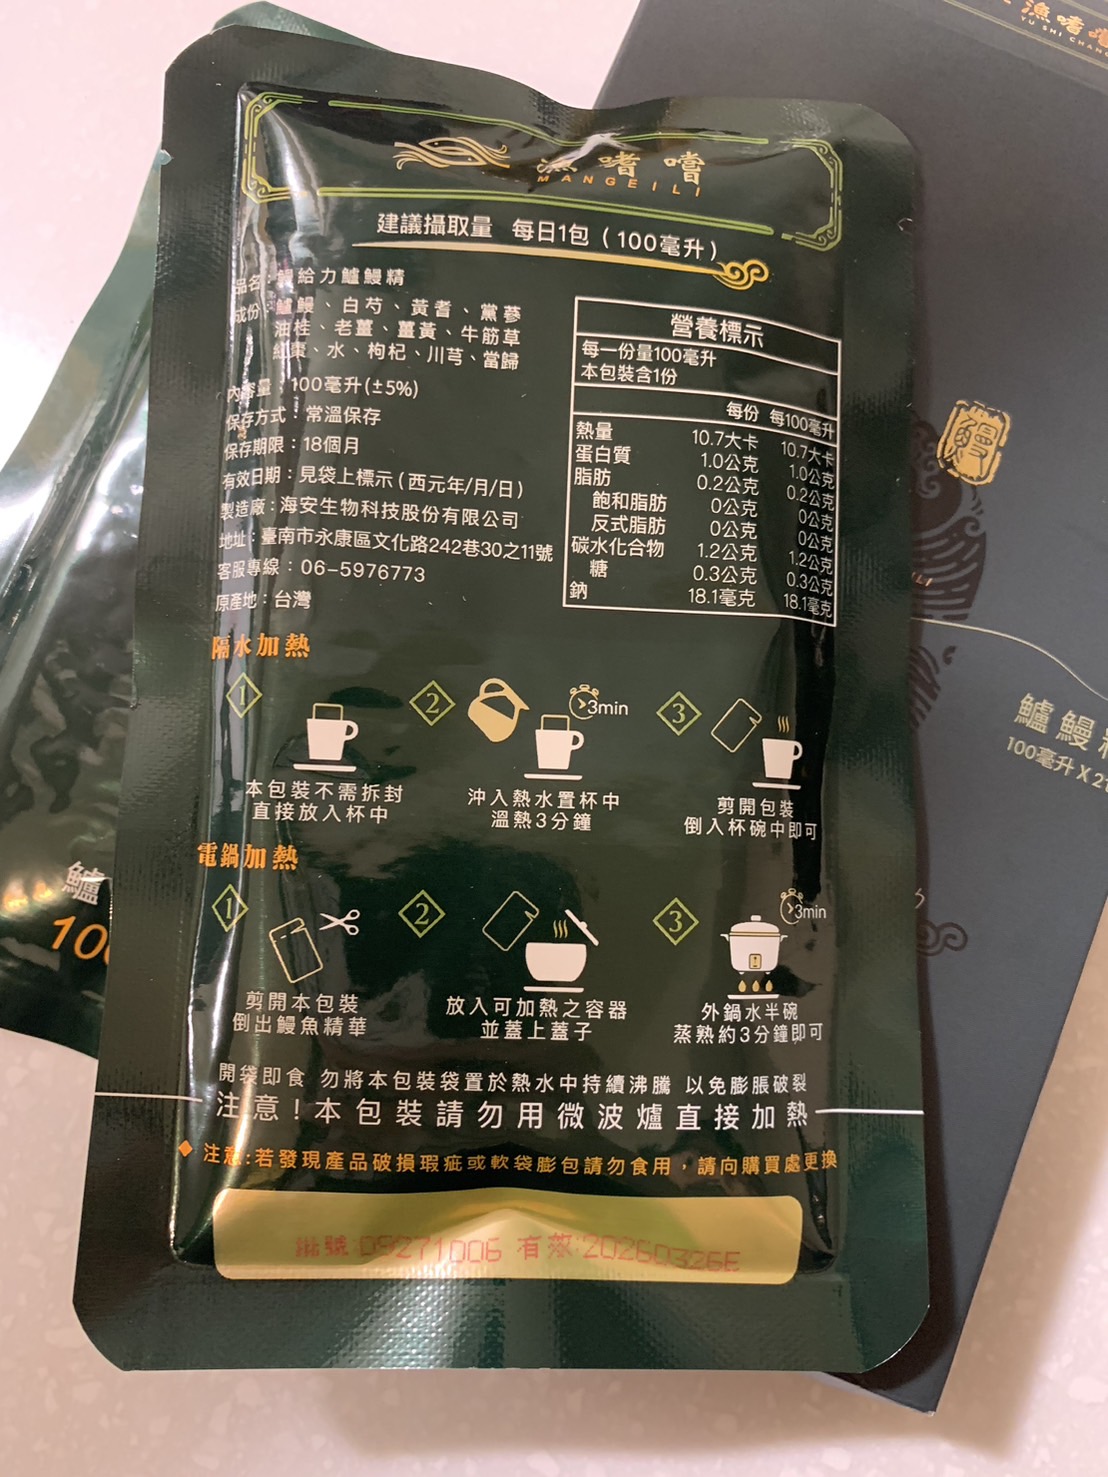 漁嗜嚐
MANGEILI
建議攝取量 每日1包（100毫升）
品名：鰻給力鱸鰻精
成份：鱸鰻、白芍、黃耆、黨蔘
油桂、老薑、薑黃、牛筋草
紅棗、水、枸杞、川芎、當歸
內容量：100毫升(±5%)
保存方式：常溫保存
保存期限：18個月
有效日期：見袋上標示(西元年/月/日)
製造廠：海安生物科技股份有限公司
地址：臺南市永康區文化路242巷30之11號
客服專線：06-5976773
原產地：台灣
營養標示
每一份量100毫升
本包裝含1份
每份 每100毫升
熱量 10.7大卡 10.7大卡
蛋白質 1.0公克 1.0公克
脂肪 0.2公克 0.2公克
飽和脂肪 0公克 0公克
反式脂肪 0公克 0公克
碳水化合物 1.2公克 1.2公克
糖 0.3公克 0.3公克
鈉 18.1毫克 18.1毫克
隔水加熱
1
2
3min
3
本包裝不需拆封
直接放入杯中
沖入熱水置杯中
溫熱3分鐘
剪開包裝
倒入杯碗中即可
電鍋加熱
1
2
3
3min
剪開本包裝
倒出鰻魚精華
放入可加熱之容器
並蓋上蓋子
外鍋水半碗
蒸熱約3分鐘即可
開袋即食 勿將本包裝袋置於熱水中持續沸騰 以免膨脹破裂
注意！本包裝請勿用微波爐直接加熱
注意:若發現產品破損瑕疵或軟袋膨包請勿食用，請向購買處更換
編號:09271006 有效:20260326E
漁嗜嚐
YU SHI CHANG
鰻
鱸鰻
100毫升X2
鱸